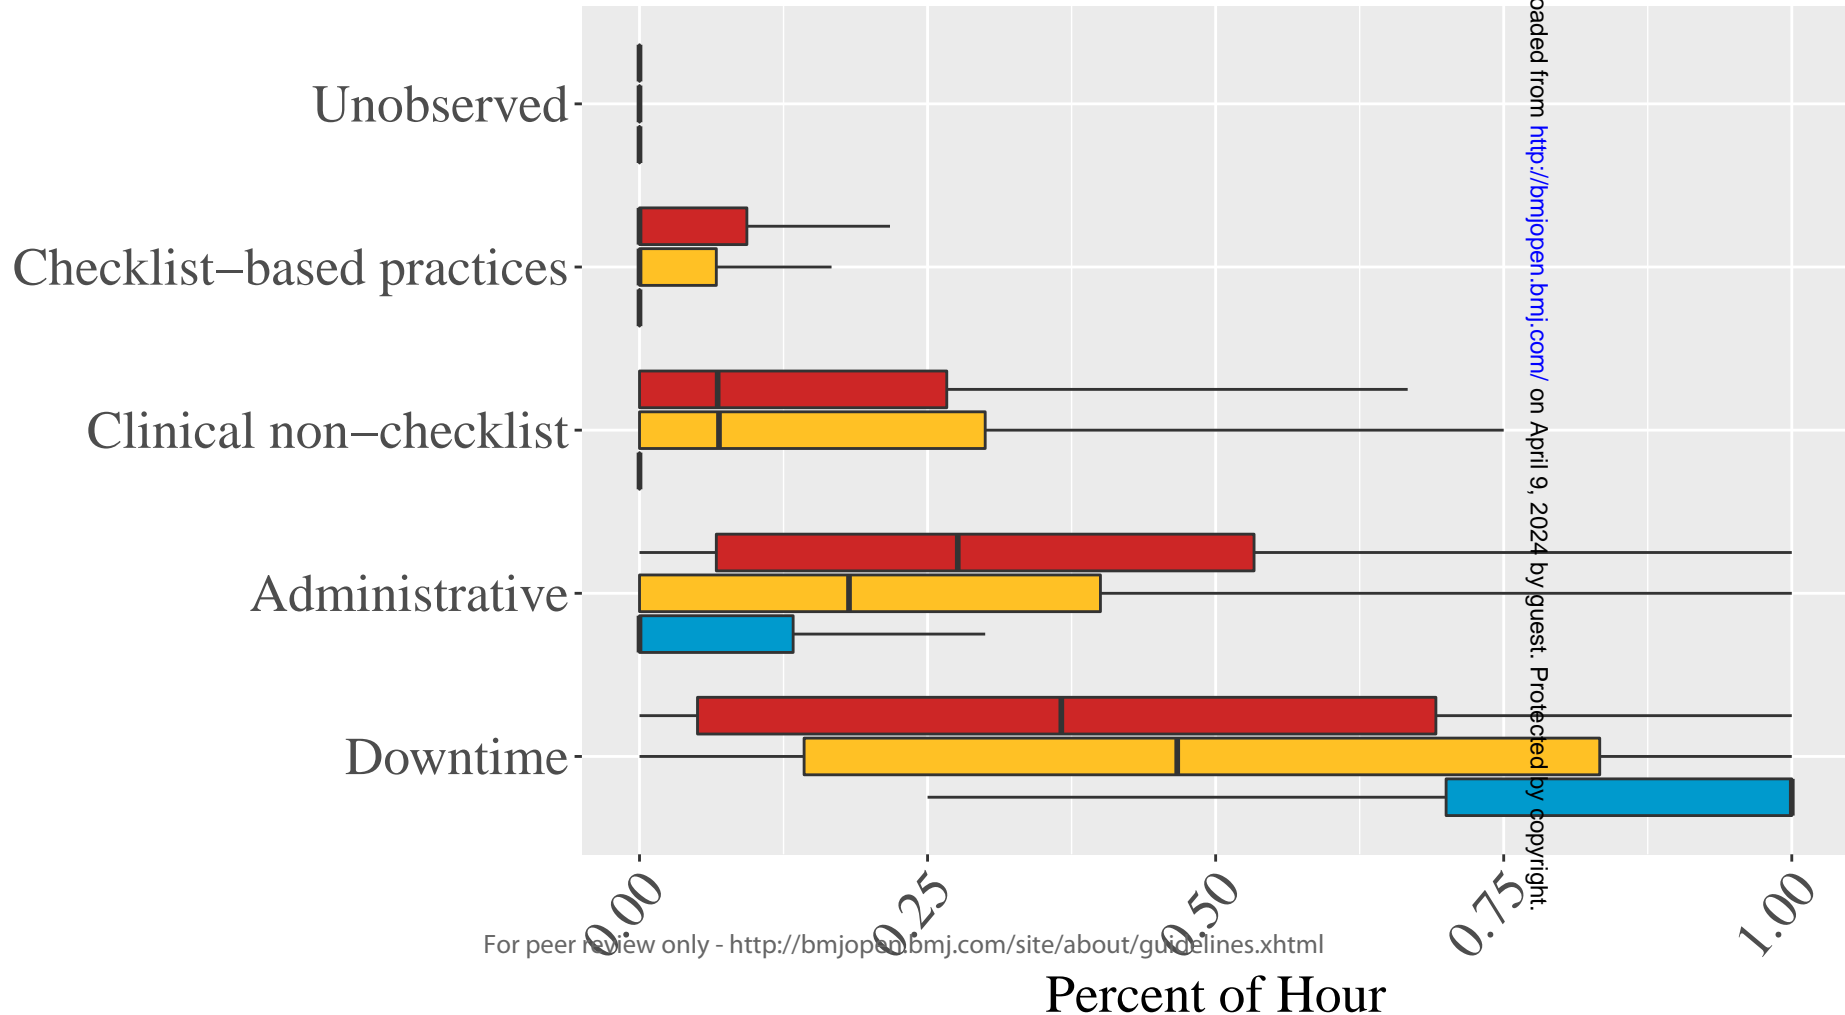 Unobserved
Checklist−based practices
Clinical non−checklist
Administrative
Downtime
0.00
0.25
0.50
0.75
1.00
For peer review only - http://bmjopen.bmj.com/site/about/guidelines.xhtml
Percent of Hour
oaded from http://bmjopen.bmj.com/ on April 9, 2024 by guest. Protected by copyright.